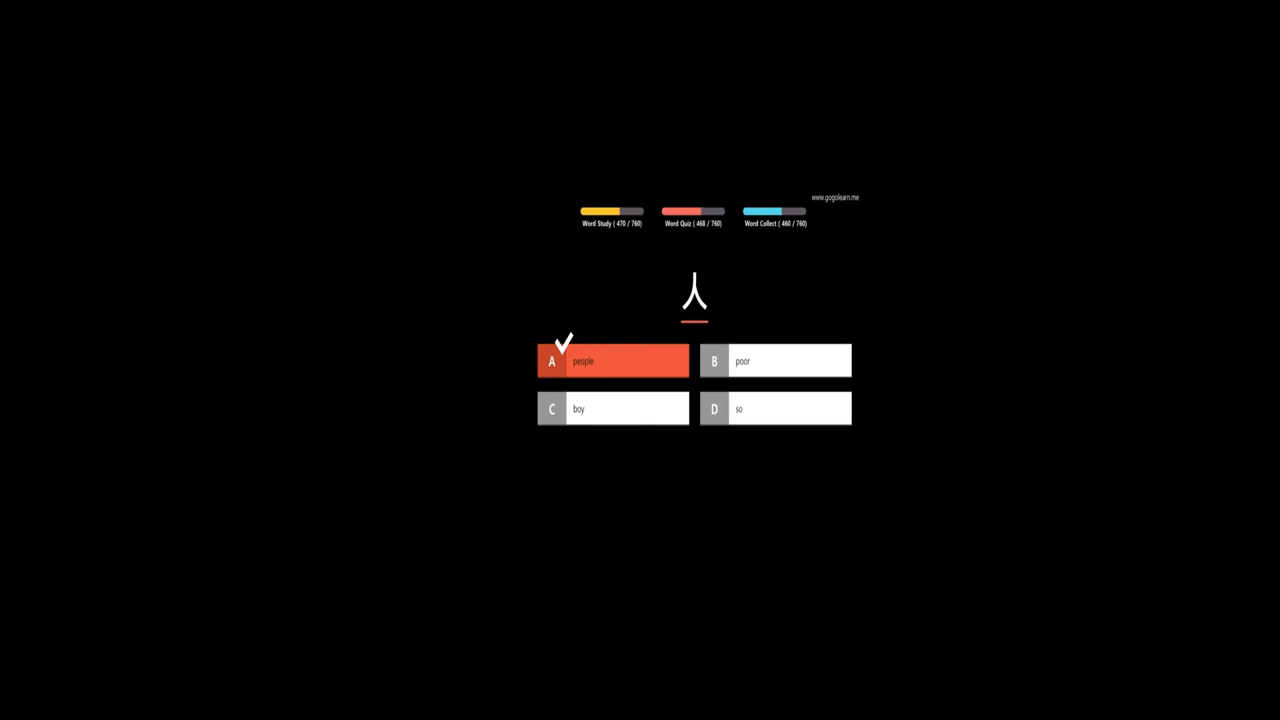 www.gogolearn.me
Word Study ( 470 / 760)
Word Quiz ( 468 / 760)
Word Collect ( 460 / 760)
人
A people
B poor
C boy
D so